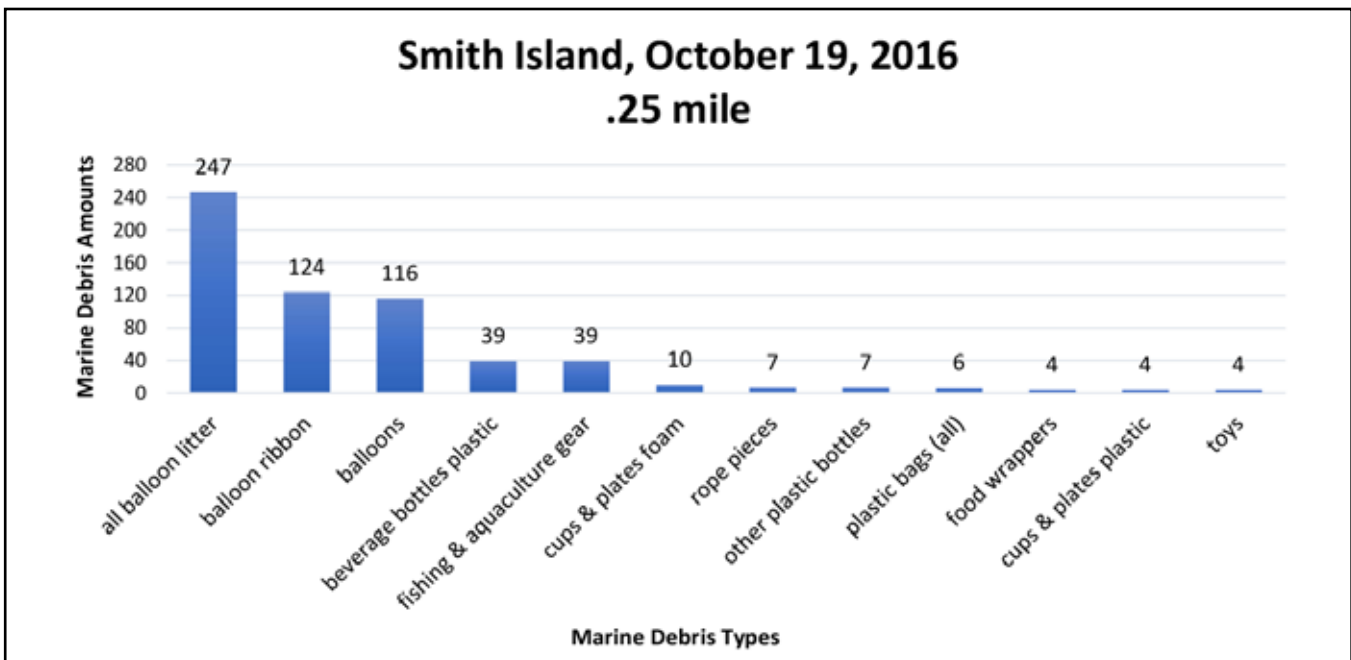 Smith Island, October 19, 2016
.25 mile
Marine Debris Amounts
280
240
200
160
120
80
40
0
247
124
116
39
39
10
7
7
6
4
4
4
all balloon litter
balloon ribbon
balloons
beverage bottles plastic
fishing & aquaculture gear
cups & plates foam
rope pieces
other plastic bottles
plastic bags (all)
food wrappers
cups & plates plastic
toys
Marine Debris Types